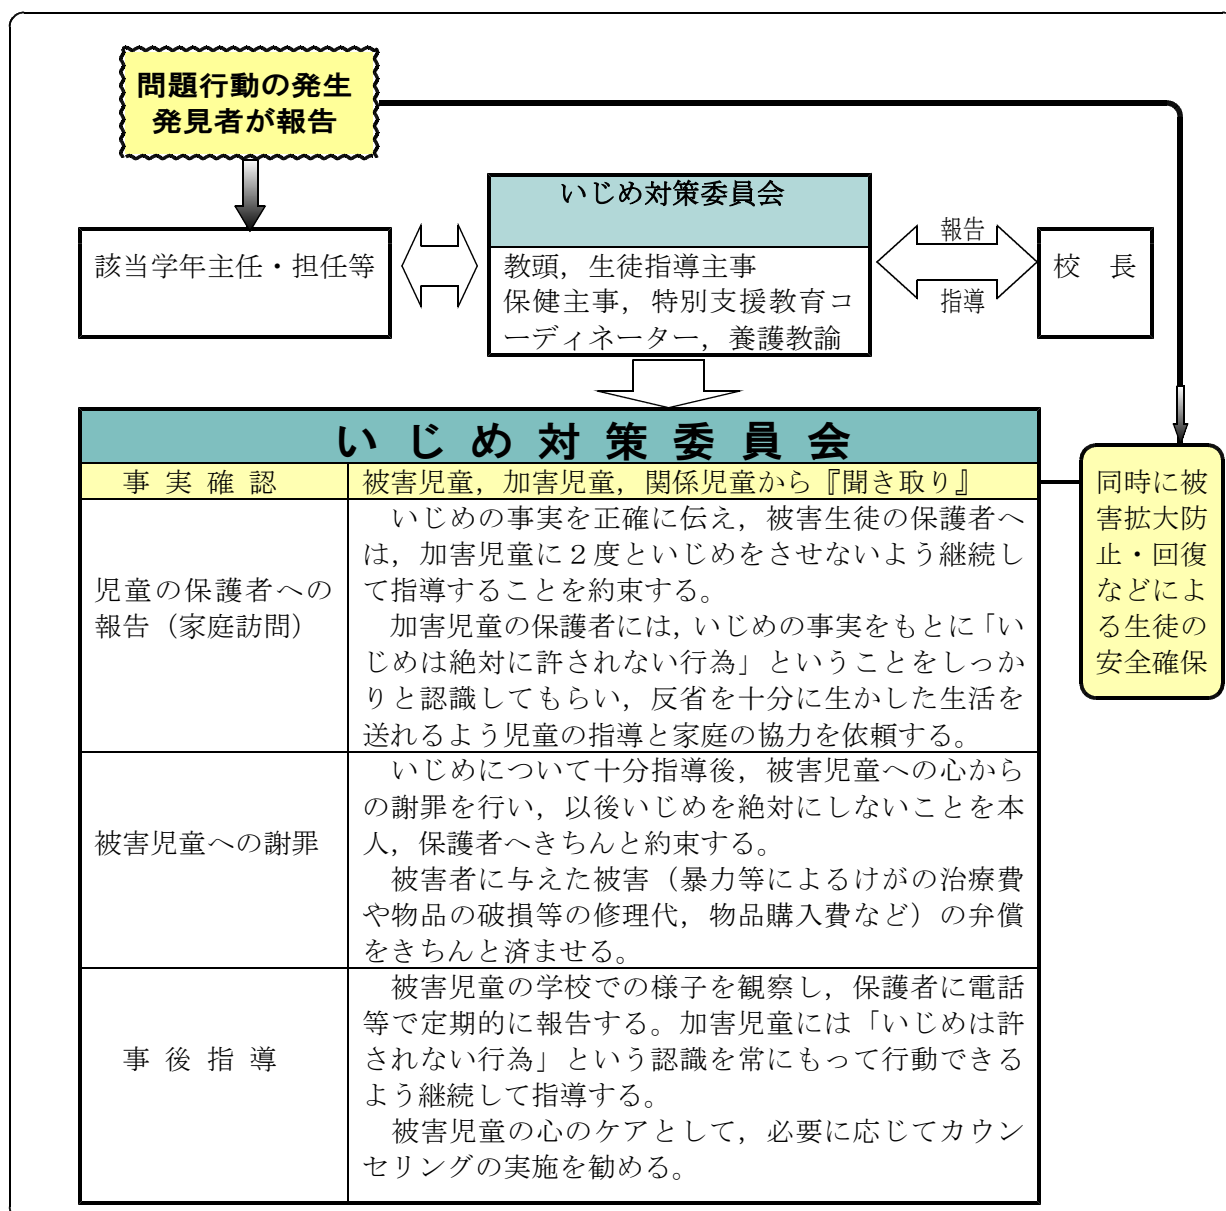 問題行動の発生
発見者が報告
該当学年主任・担任等
いじめ対策委員会
教頭，生徒指導主事
保健主事，特別支援教育コ
ーディネーター，養護教諭
報告
指導
校　長
いじめ対策委員会
事実確認
被害児童，加害児童，関係児童から『聞き取り』
児童の保護者への
報告（家庭訪問）
　いじめの事実を正確に伝え，被害生徒の保護者へ
は，加害児童に２度といじめをさせないよう継続し
て指導することを約束する。
　加害児童の保護者には，いじめの事実をもとに「い
じめは絶対に許されない行為」ということをしっか
りと認識してもらい，反省を十分に生かした生活を
送れるよう児童の指導と家庭の協力を依頼する。
被害児童への謝罪
　いじめについて十分指導後，被害児童への心から
の謝罪を行い，以後いじめを絶対にしないことを本
人，保護者へきちんと約束する。
　被害者に与えた被害（暴力等によるけがの治療費
や物品の破損等の修理代，物品購入費など）の弁償
をきちんと済ませる。
事後指導
　被害児童の学校での様子を観察し，保護者に電話
等で定期的に報告する。加害児童には「いじめは許
されない行為」という認識を常にもって行動できる
よう継続して指導する。
　被害児童の心のケアとして，必要に応じてカウン
セリングの実施を勧める。
同時に被
害拡大防
止・回復
などによ
る生徒の
安全確保